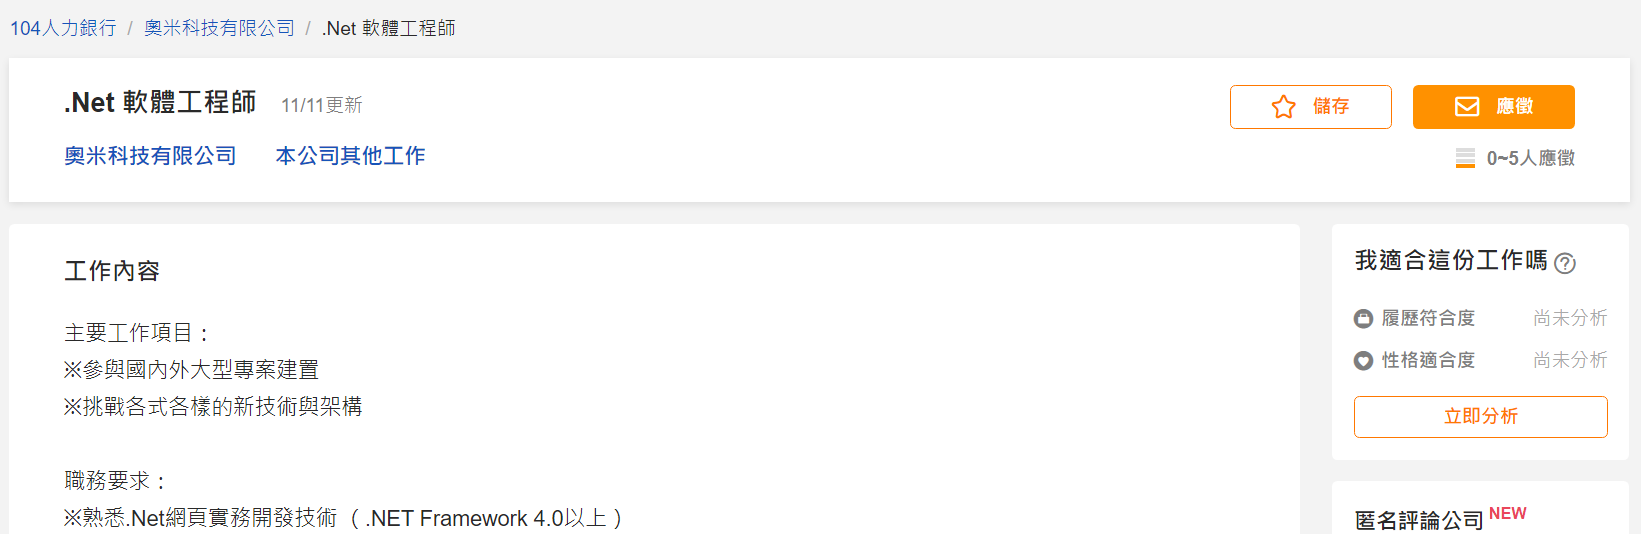 104人力銀行 / 奧米科技有限公司 / .Net 軟體工程師
.Net 軟體工程師 11/11更新
儲存
應徵
奧米科技有限公司 本公司其他工作
0~5人應徵
工作內容
主要工作項目：
※參與國內外大型專案建置
※挑戰各式各樣的新技術與架構
職務要求：
※熟悉.Net網頁實務開發技術（.NET Framework 4.0以上）
我適合這份工作嗎 ?
履歷符合度 尚未分析
性格適合度 尚未分析
立即分析
匿名評論公司 NEW